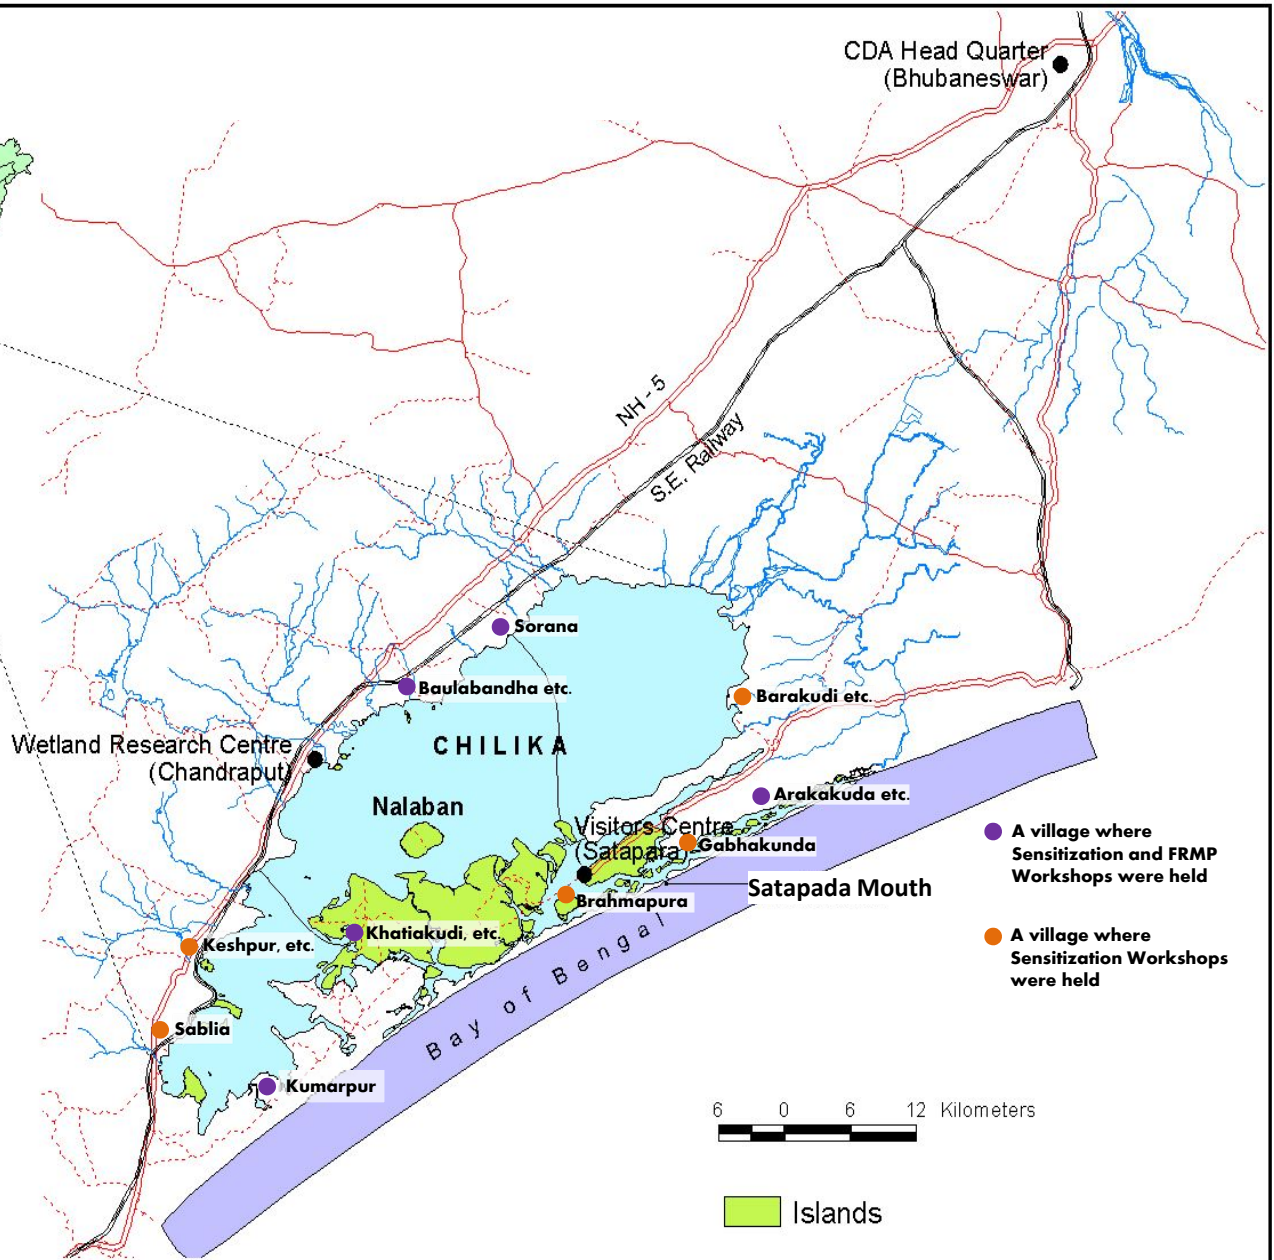 CDA Head Quarter
(Bhubaneswar)
NH - 5
S.E. Railway
Sorana
Baulabandha etc.
Barakudi etc.
CHILIKA
Wetland Research Centre
(Chandraput)
Nalaban
Arakakuda etc.
Visitors Centre
(Satapara)
Gabhakunda
Satapada Mouth
Brahmapura
Khatiakudi, etc.
Keshpur, etc.
Bay of Bengal
Sablia
Kumarpur
A village where
Sensitization and FRMP
Workshops were held
A village where
Sensitization Workshops
were held
6 0 6 12 Kilometers
Islands